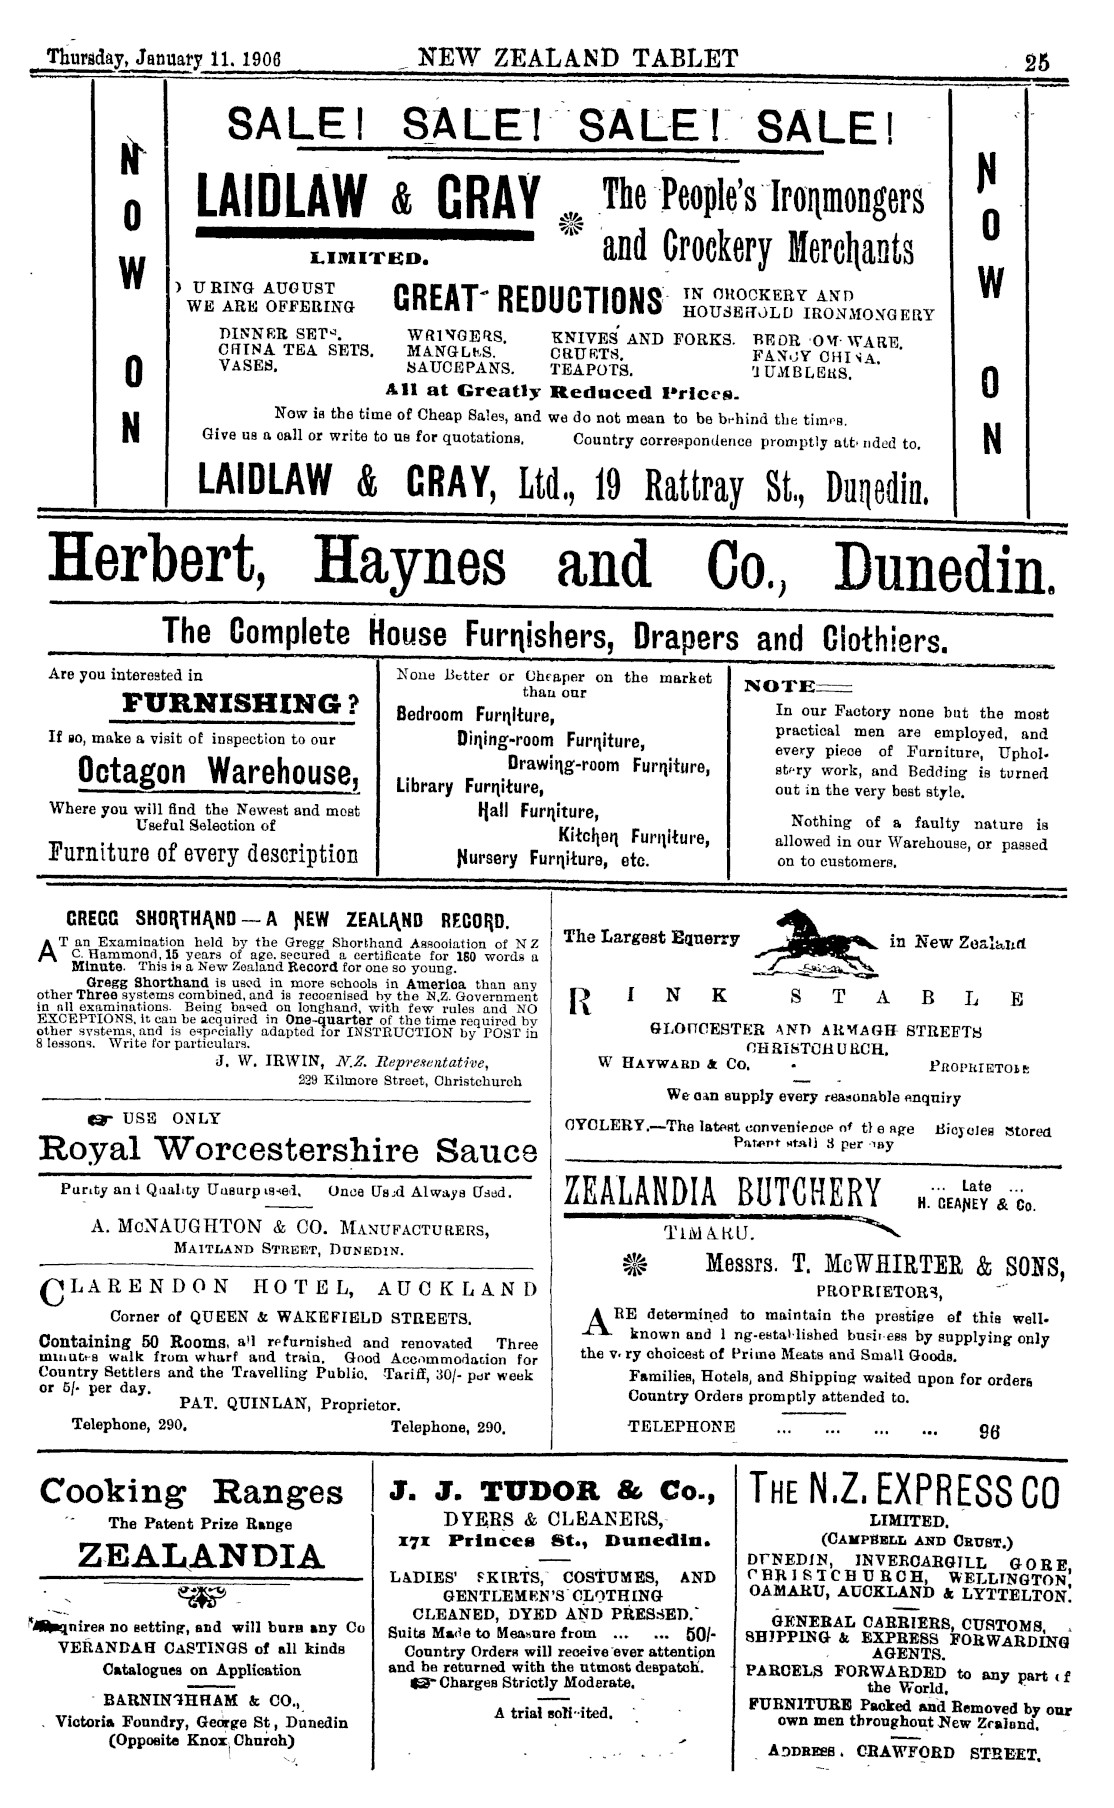 Thursday, January 11, 1906
NEW ZEALAND TABLET
25
NOW ON
SALE! SALE! SALE! SALE!
LAIDLAW & GRAY
LIMITED.
The People's Ironmongers
and Crockery Merchants
NOW ON
URING AUGUST
WE ARE OFFERING
GREAT REDUCTIONS
IN CROCKERY AND
HOUSEHOLD IRONMONGERY
DINNER SETS.
CHINA TEA SETS.
VASES.
WRINGERS.
MANGLES.
SAUCEPANS.
KNIVES AND FORKS.
CRUETS.
TEAPOTS.
BEDROOM WARE.
FANCY CHINA.
TUMBLERS.
All at Greatly Reduced Prices.
Now is the time of Cheap Sales, and we do not mean to be behind the times.
Give us a call or write to us for quotations. Country correspondence promptly attended to.
LAIDLAW & GRAY, Ltd., 19 Rattray St., Dunedin.
Herbert, Haynes and Co., Dunedin.
The Complete House Furnishers, Drapers and Clothiers.
Are you interested in
FURNISHING?
If so, make a visit of inspection to our
Octagon Warehouse,
Where you will find the Newest and most
Useful Selection of
Furniture of every description
None Better or Cheaper on the market
than our
Bedroom Furniture,
Dining-room Furniture,
Drawing-room Furniture,
Library Furniture,
Hall Furniture,
Kitchen Furniture,
Nursery Furniture, etc.
NOTE
In our Factory none but the most
practical men are employed, and
every piece of Furniture, Uphol-
stery work, and Bedding is turned
out in the very best style.
Nothing of a faulty nature is
allowed in our Warehouse, or passed
on to customers.
GREGG SHORTHAND — A NEW ZEALAND RECORD.
AT an Examination held by the Gregg Shorthand Association of N Z
C. Hammond, 15 years of age, secured a certificate for 150 words a
Minute. This is a New Zealand Record for one so young.
Gregg Shorthand is used in more schools in America than any
other Three systems combined, and is recognised by the N.Z. Government
in all examinations. Being based on longhand, with few rules and NO
EXCEPTIONS, it can be acquired in One-quarter of the time required by
other systems, and is especially adapted for INSTRUCTION by POST in
8 lessons. Write for particulars.
J. W. IRWIN, N.Z. Representative,
229 Kilmore Street, Christchurch
USE ONLY
Royal Worcestershire Sauce
Purity and Quality Unsurpassed. Once Used Always Used.
A. McNAUGHTON & CO. MANUFACTURERS,
MAITLAND STREET, DUNEDIN.
CLARENDON HOTEL, AUCKLAND
Corner of QUEEN & WAKEFIELD STREETS.
Containing 50 Rooms, all refurnished and renovated Three
minutes walk from wharf and train. Good Accommodation for
Country Settlers and the Travelling Public. Tariff, 30/- per week
or 5/- per day.
PAT. QUINLAN, Proprietor.
Telephone, 290. Telephone, 290.
The Largest Equerry in New Zealand
RINK STABLE
GLOUCESTER AND ARMAGH STREETS
CHRISTCHURCH.
W HAYWARD & Co. PROPRIETORS
We can supply every reasonable enquiry
CYCLERY.—The latest convenience of the age Bicycles Stored
Patent stall 3 per day
ZEALANDIA BUTCHERY
... Late ...
H. GEANEY & Co.
TIMARU.
Messrs. T. McWHIRTER & SONS,
PROPRIETORS,
ARE determined to maintain the prestige of this well-
known and long-established business by supplying only
the very choicest of Prime Meats and Small Goods.
Families, Hotels, and Shipping waited upon for orders
Country Orders promptly attended to.
TELEPHONE ... ... ... ... 96
Cooking Ranges
The Patent Prize Range
ZEALANDIA
Requires no setting, and will burn any Co
VERANDAH CASTINGS of all kinds
Catalogues on Application
BARNINGHAM & CO.,
Victoria Foundry, George St, Dunedin
(Opposite Knox Church)
J. J. TUDOR & Co.,
DYERS & CLEANERS,
171 Princes St., Dunedin.
LADIES' SKIRTS, COSTUMES, AND
GENTLEMEN'S CLOTHING
CLEANED, DYED AND PRESSED.
Suits Made to Measure from ... ... 50/-
Country Orders will receive ever attention
and be returned with the utmost despatch.
Charges Strictly Moderate.
A trial solicited.
THE N.Z. EXPRESS CO
LIMITED.
(CAMPBELL AND CRUST.)
DUNEDIN, INVERCARGILL GORE,
CHRISTCHURCH, WELLINGTON,
OAMARU, AUCKLAND & LYTTELTON.
GENERAL CARRIERS, CUSTOMS,
SHIPPING & EXPRESS FORWARDING
AGENTS.
PARCELS FORWARDED to any part of
the World.
FURNITURE Packed and Removed by our
own men throughout New Zealand.
ADDRESS. CRAWFORD STREET.